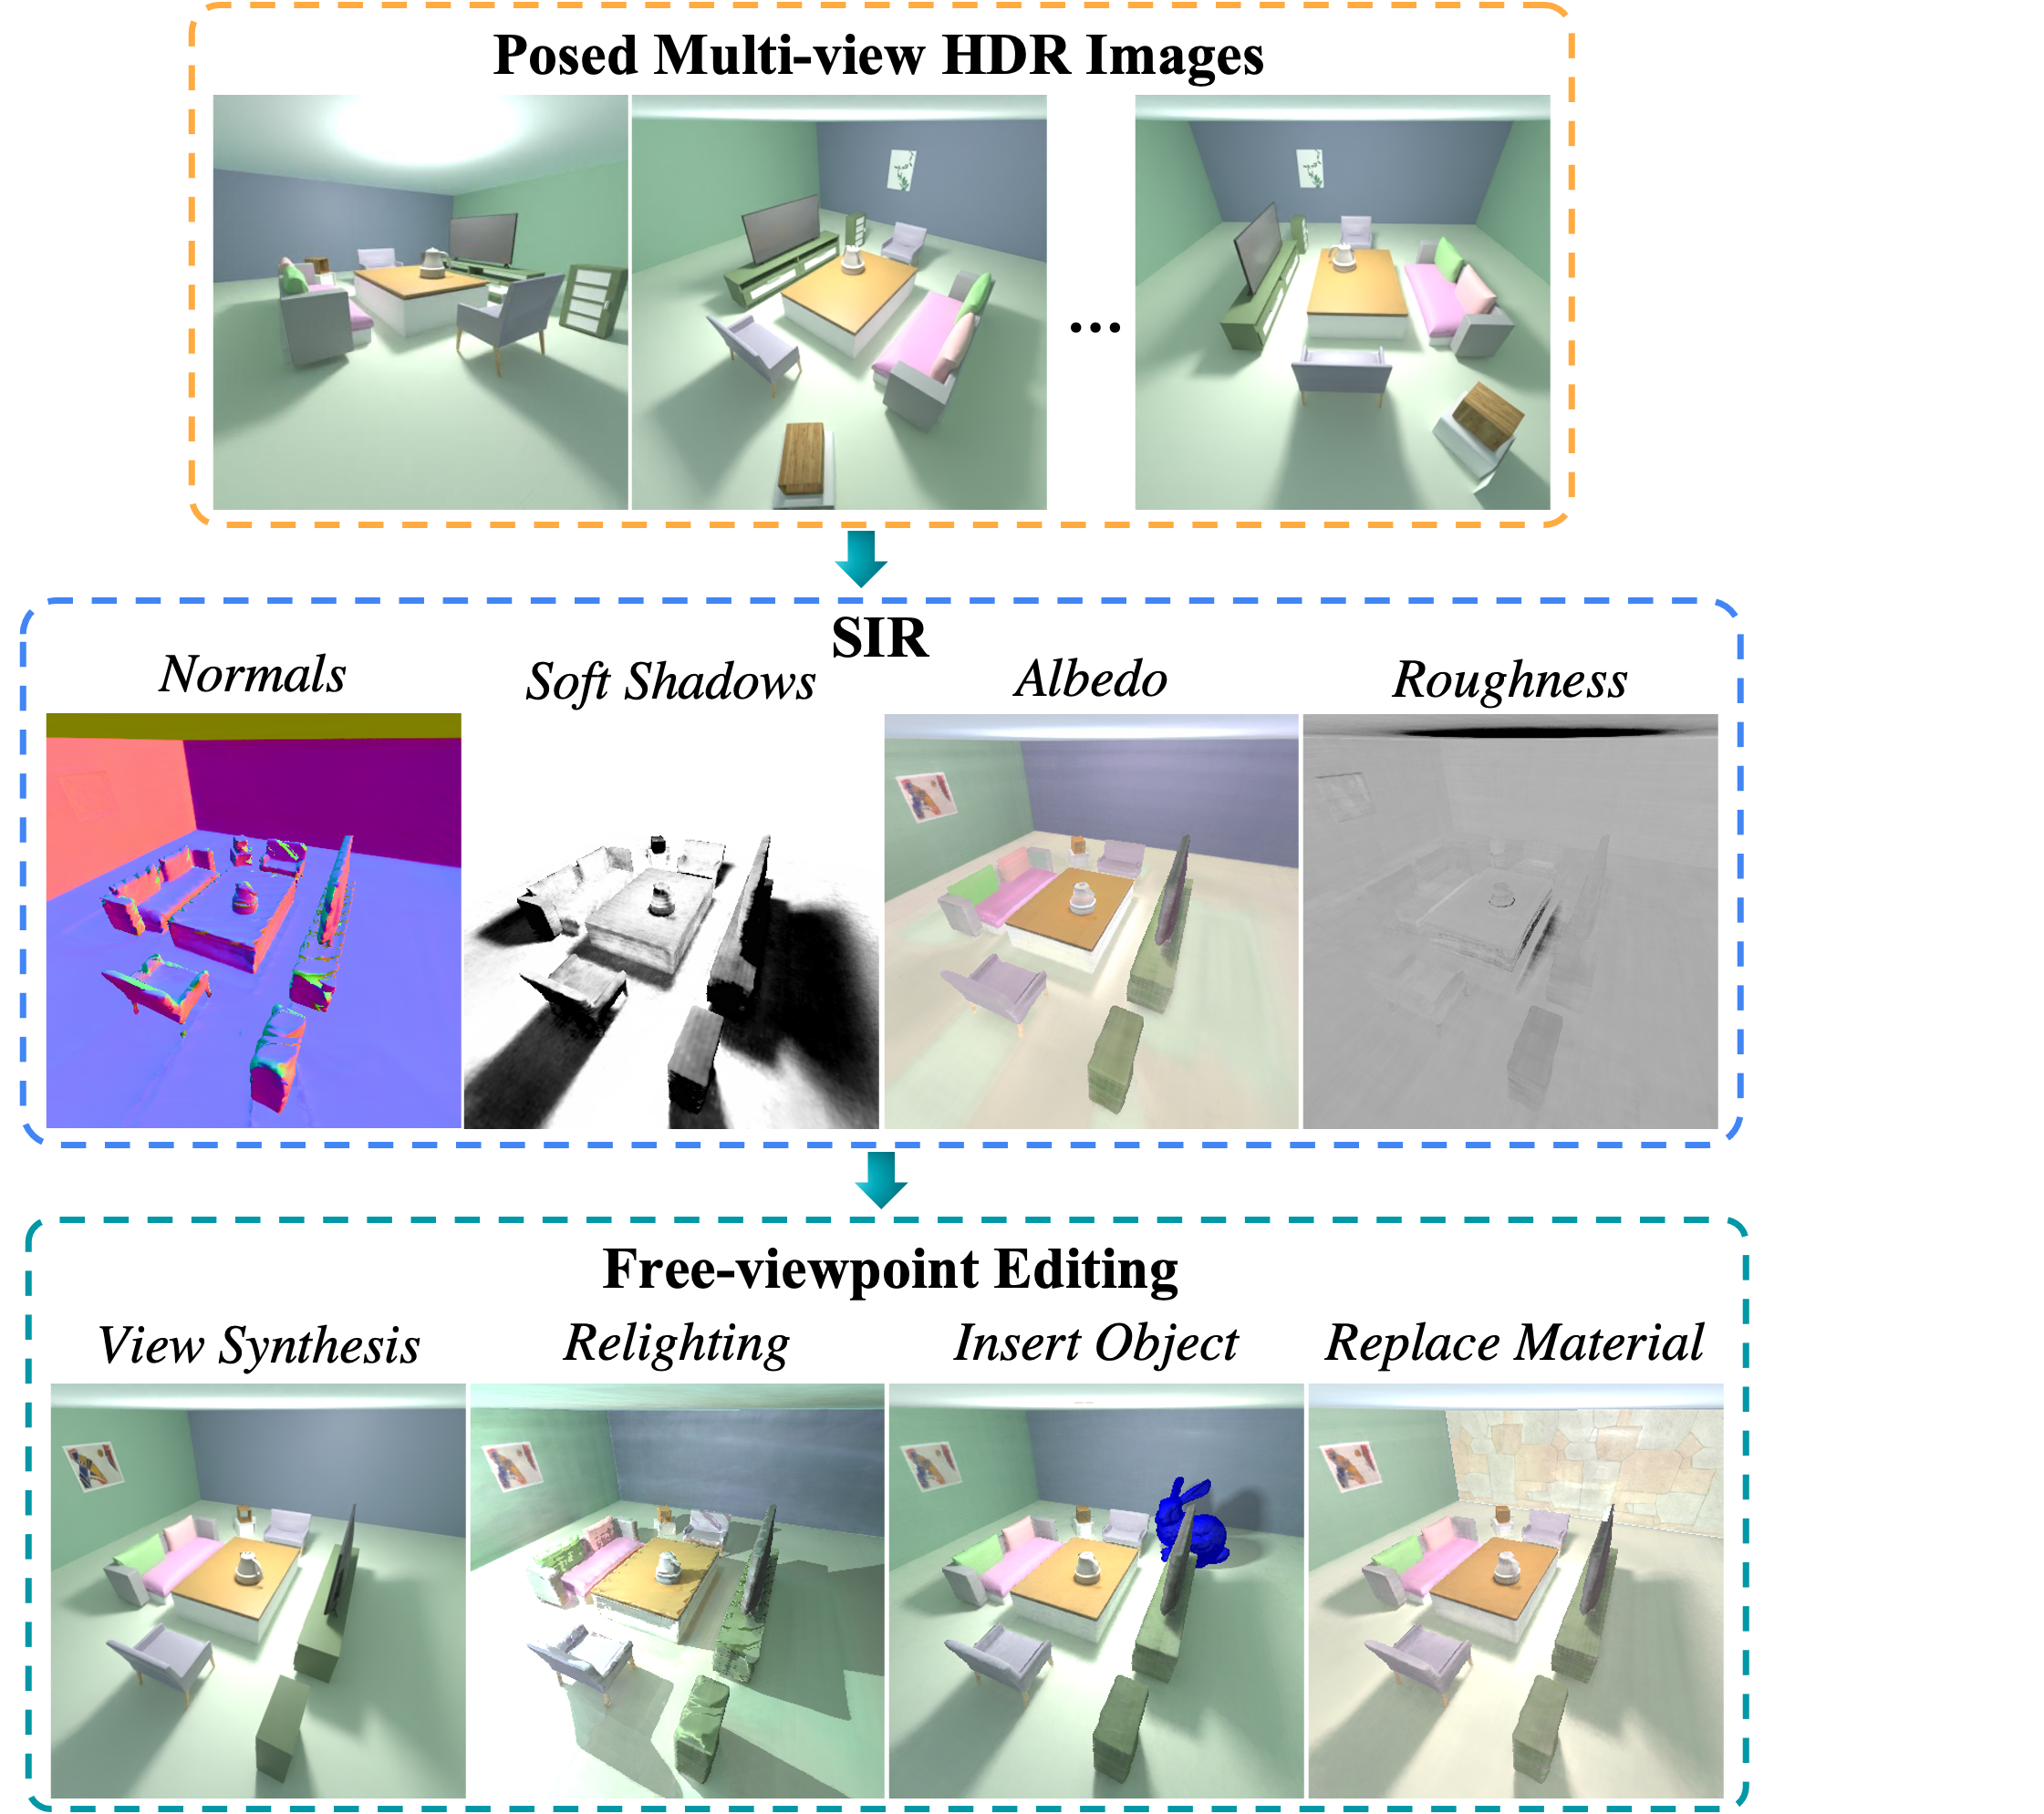 Posed Multi-view HDR Images
...
SIR
Normals
Soft Shadows
Albedo
Roughness
Free-viewpoint Editing
View Synthesis
Relighting
Insert Object
Replace Material